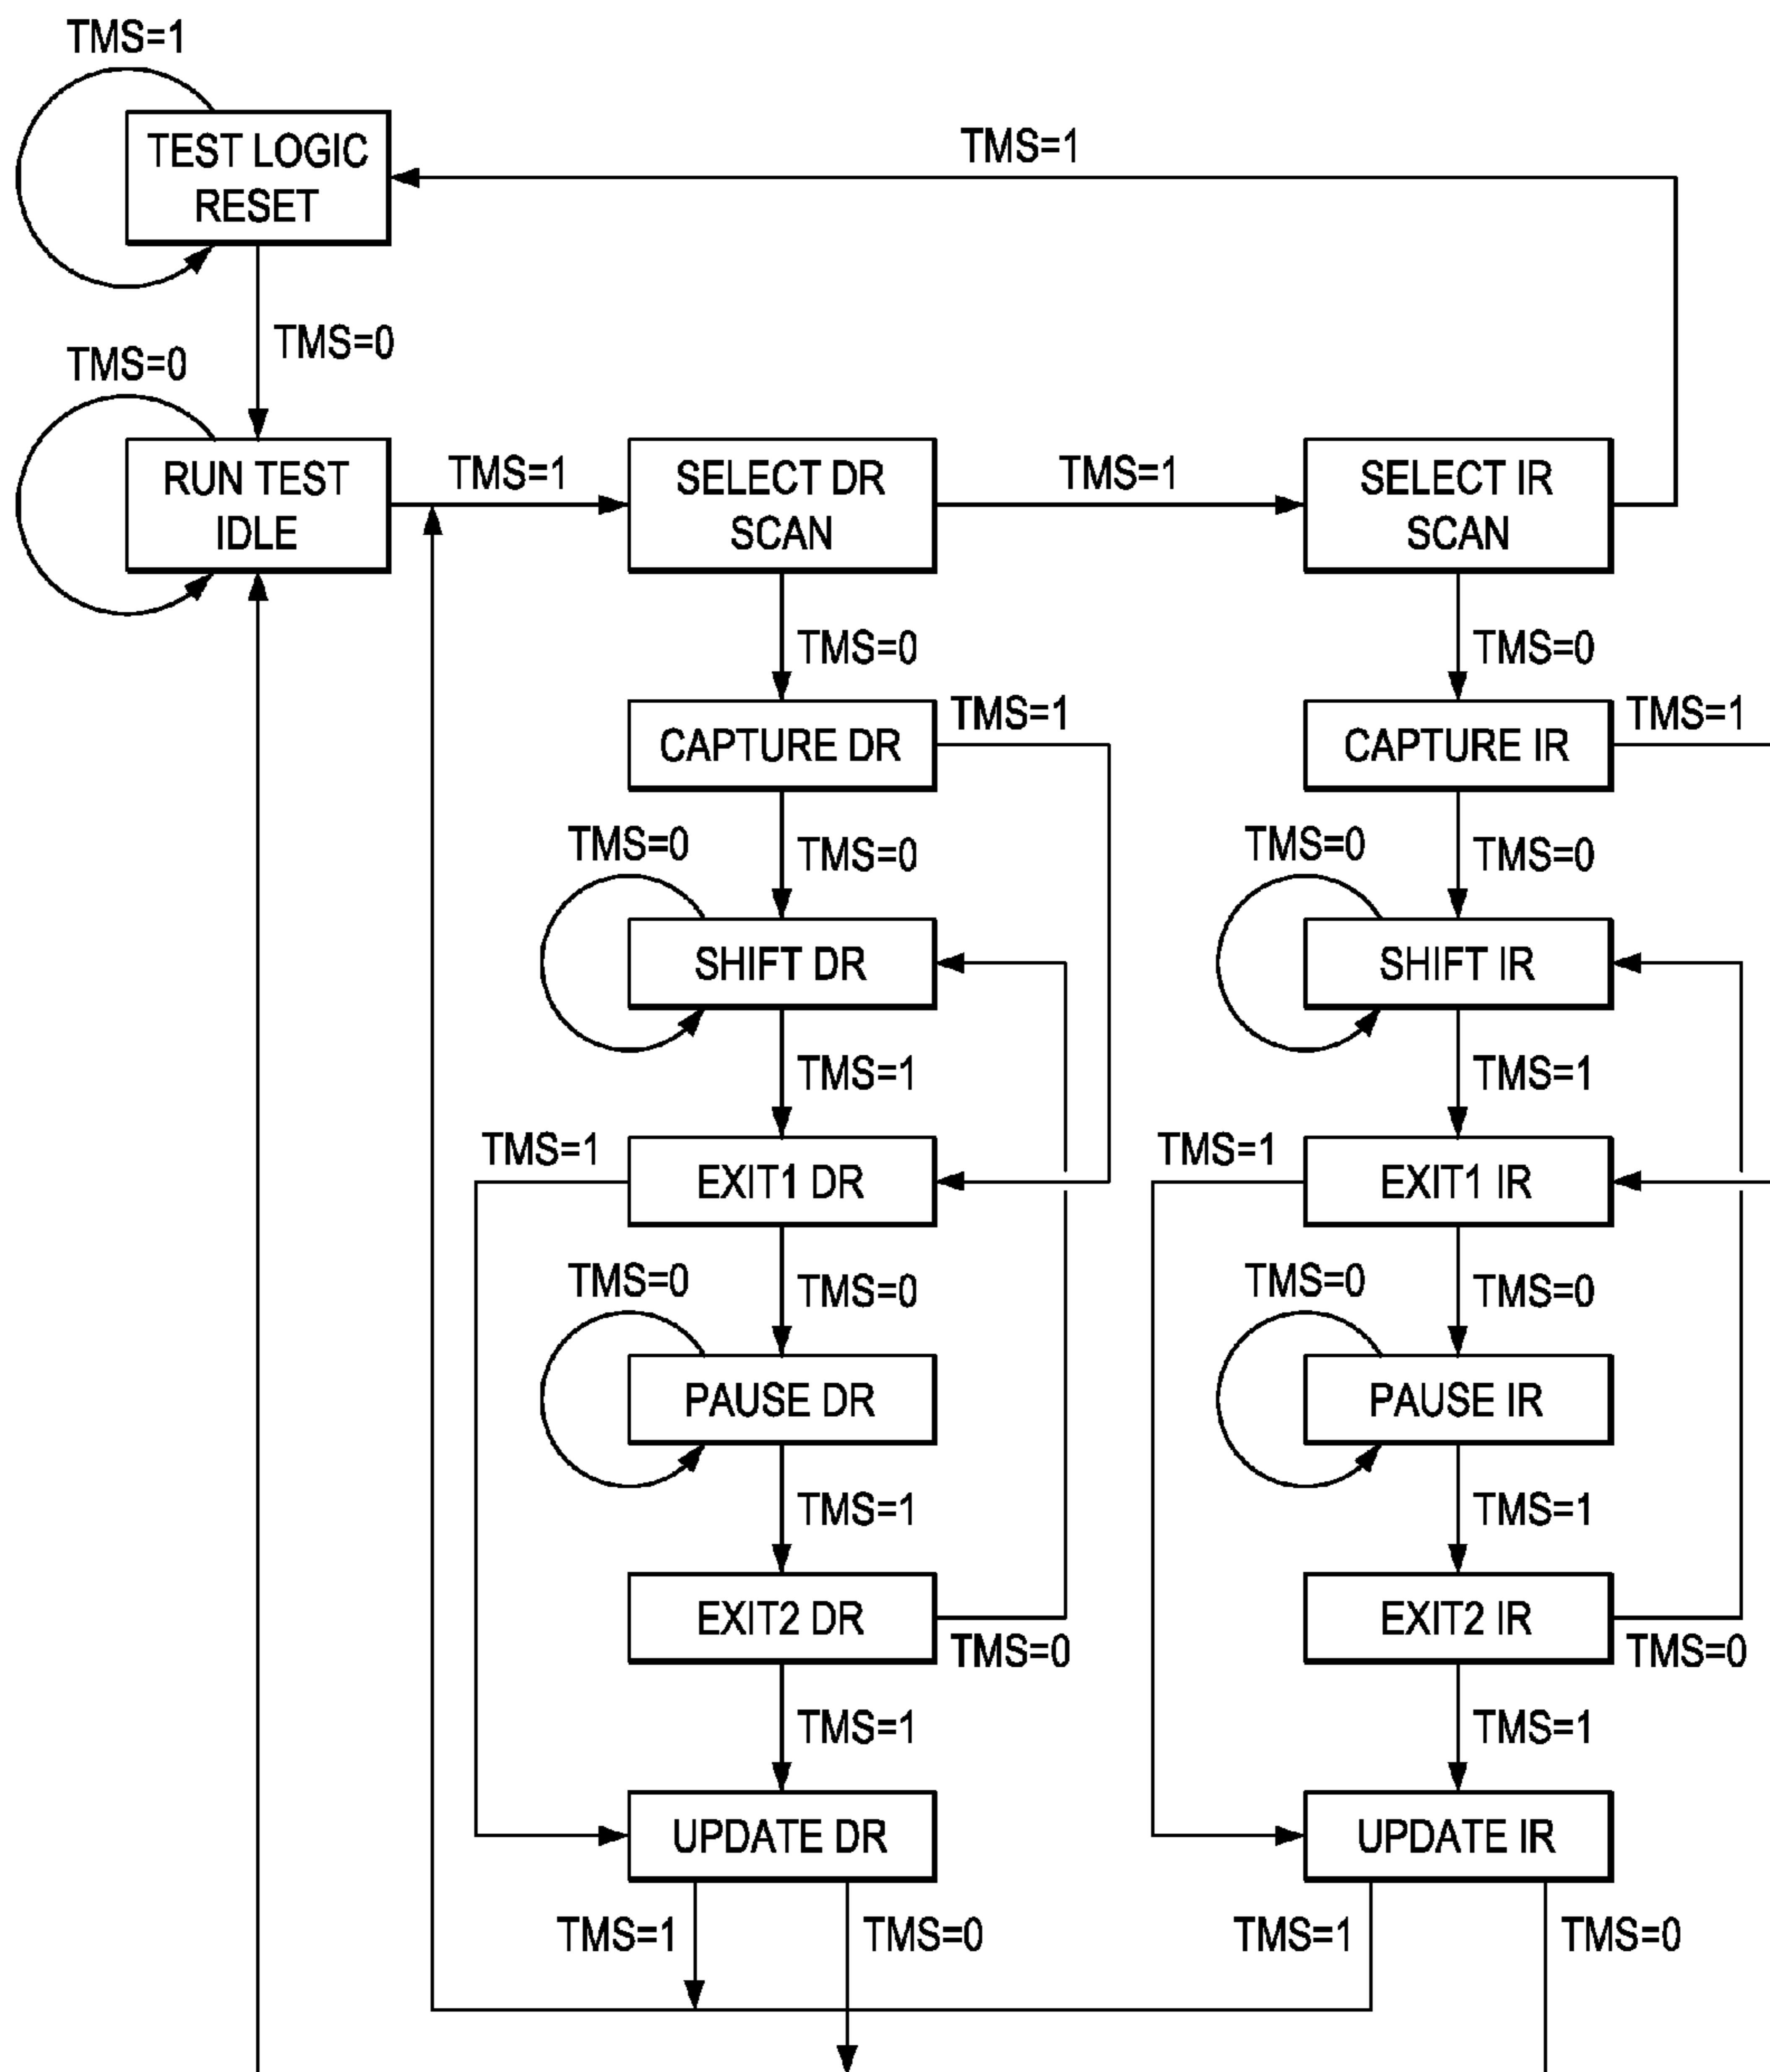 TMS=1
TEST LOGIC
RESET
TMS=1
TMS=0
TMS=0
RUN TEST
IDLE
TMS=1
SELECT DR
SCAN
TMS=1
SELECT IR
SCAN
TMS=0
TMS=0
CAPTURE DR
TMS=1
CAPTURE IR
TMS=1
TMS=0
TMS=0
TMS=0
TMS=0
SHIFT DR
SHIFT IR
TMS=1
TMS=1
TMS=1
EXIT1 DR
TMS=1
EXIT1 IR
TMS=0
TMS=0
TMS=0
TMS=0
PAUSE DR
PAUSE IR
TMS=1
TMS=1
EXIT2 DR
TMS=0
EXIT2 IR
TMS=0
TMS=1
TMS=1
UPDATE DR
UPDATE IR
TMS=1
TMS=0
TMS=1
TMS=0